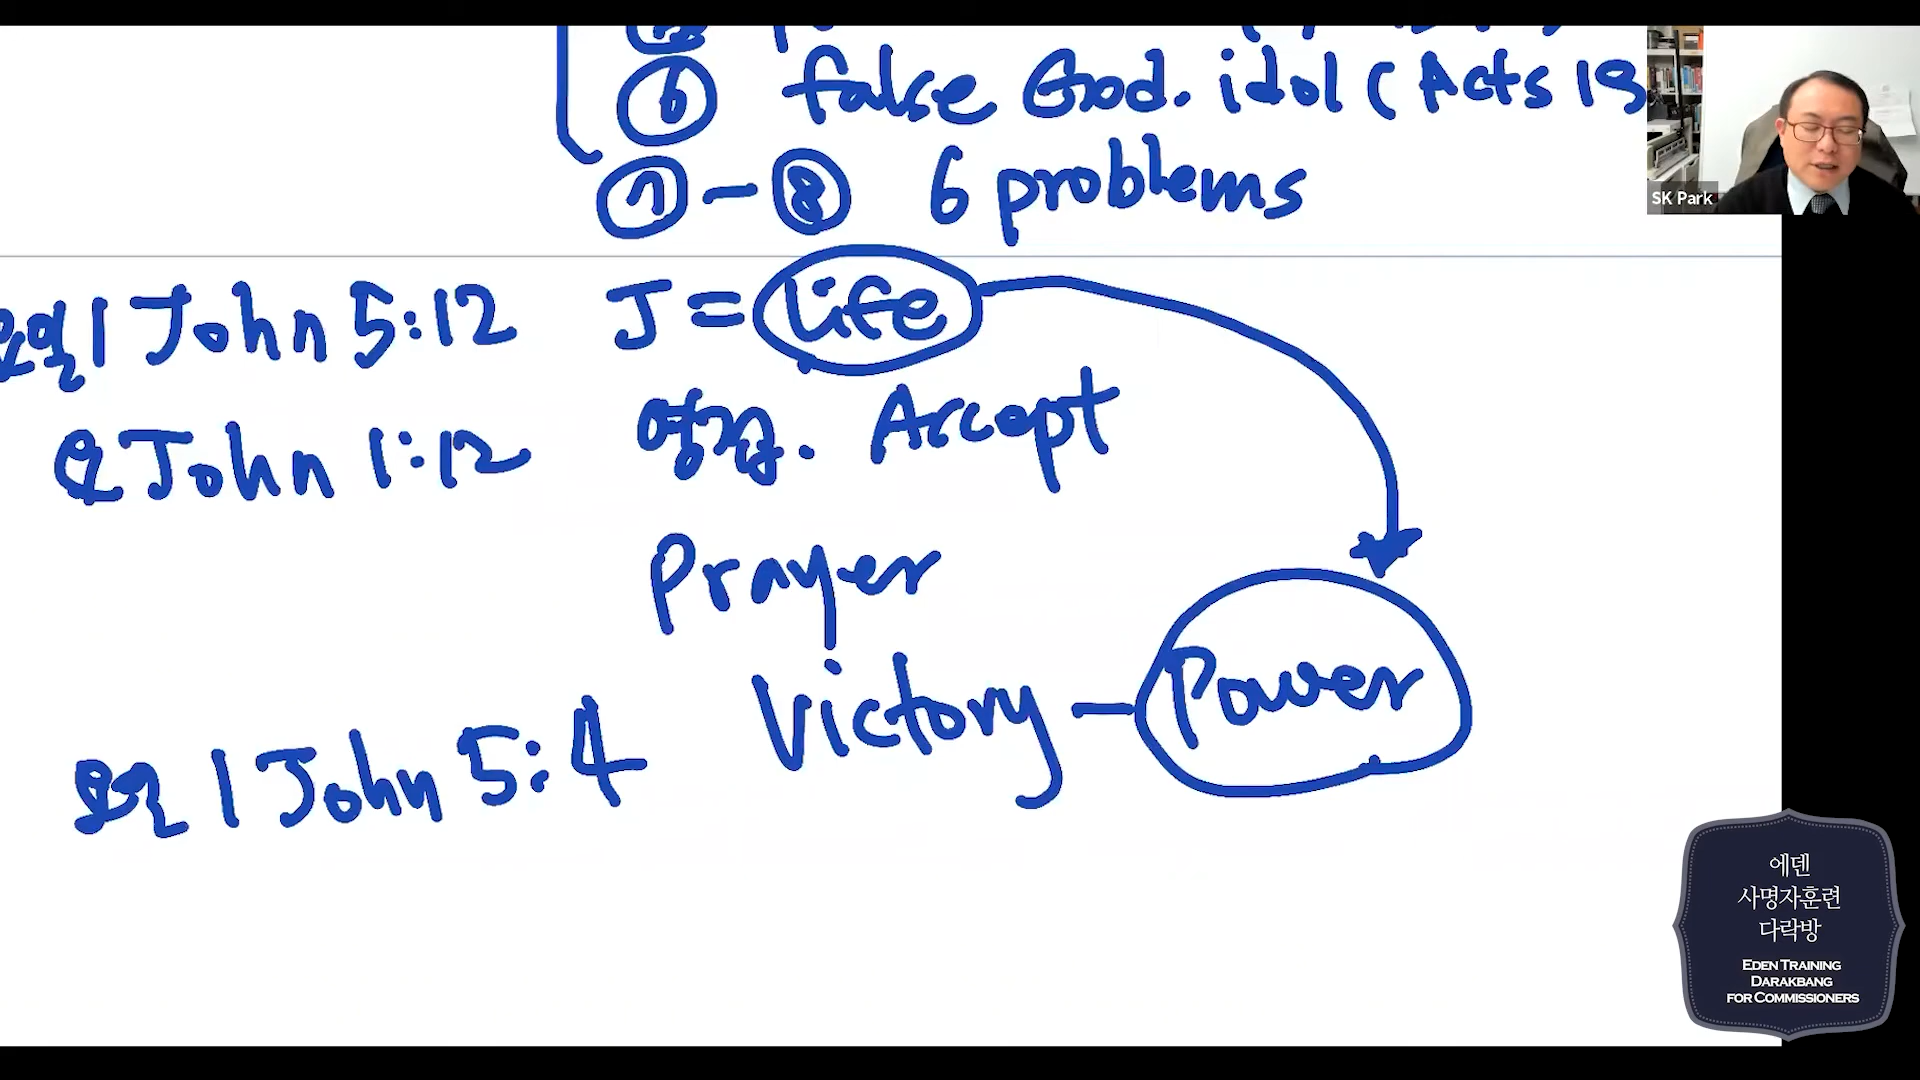 ⑥ false God. idol (Acts 19
SK Park
⑦ - ⑧ 6 problems
요일 1 John 5:12 J = Life
요 John 1:12 영접. Accept
Prayer
Victory - Power
요일 1 John 5:4
에덴
사명자훈련
다락방
EDEN TRAINING
DARAKBANG
FOR COMMISSIONERS